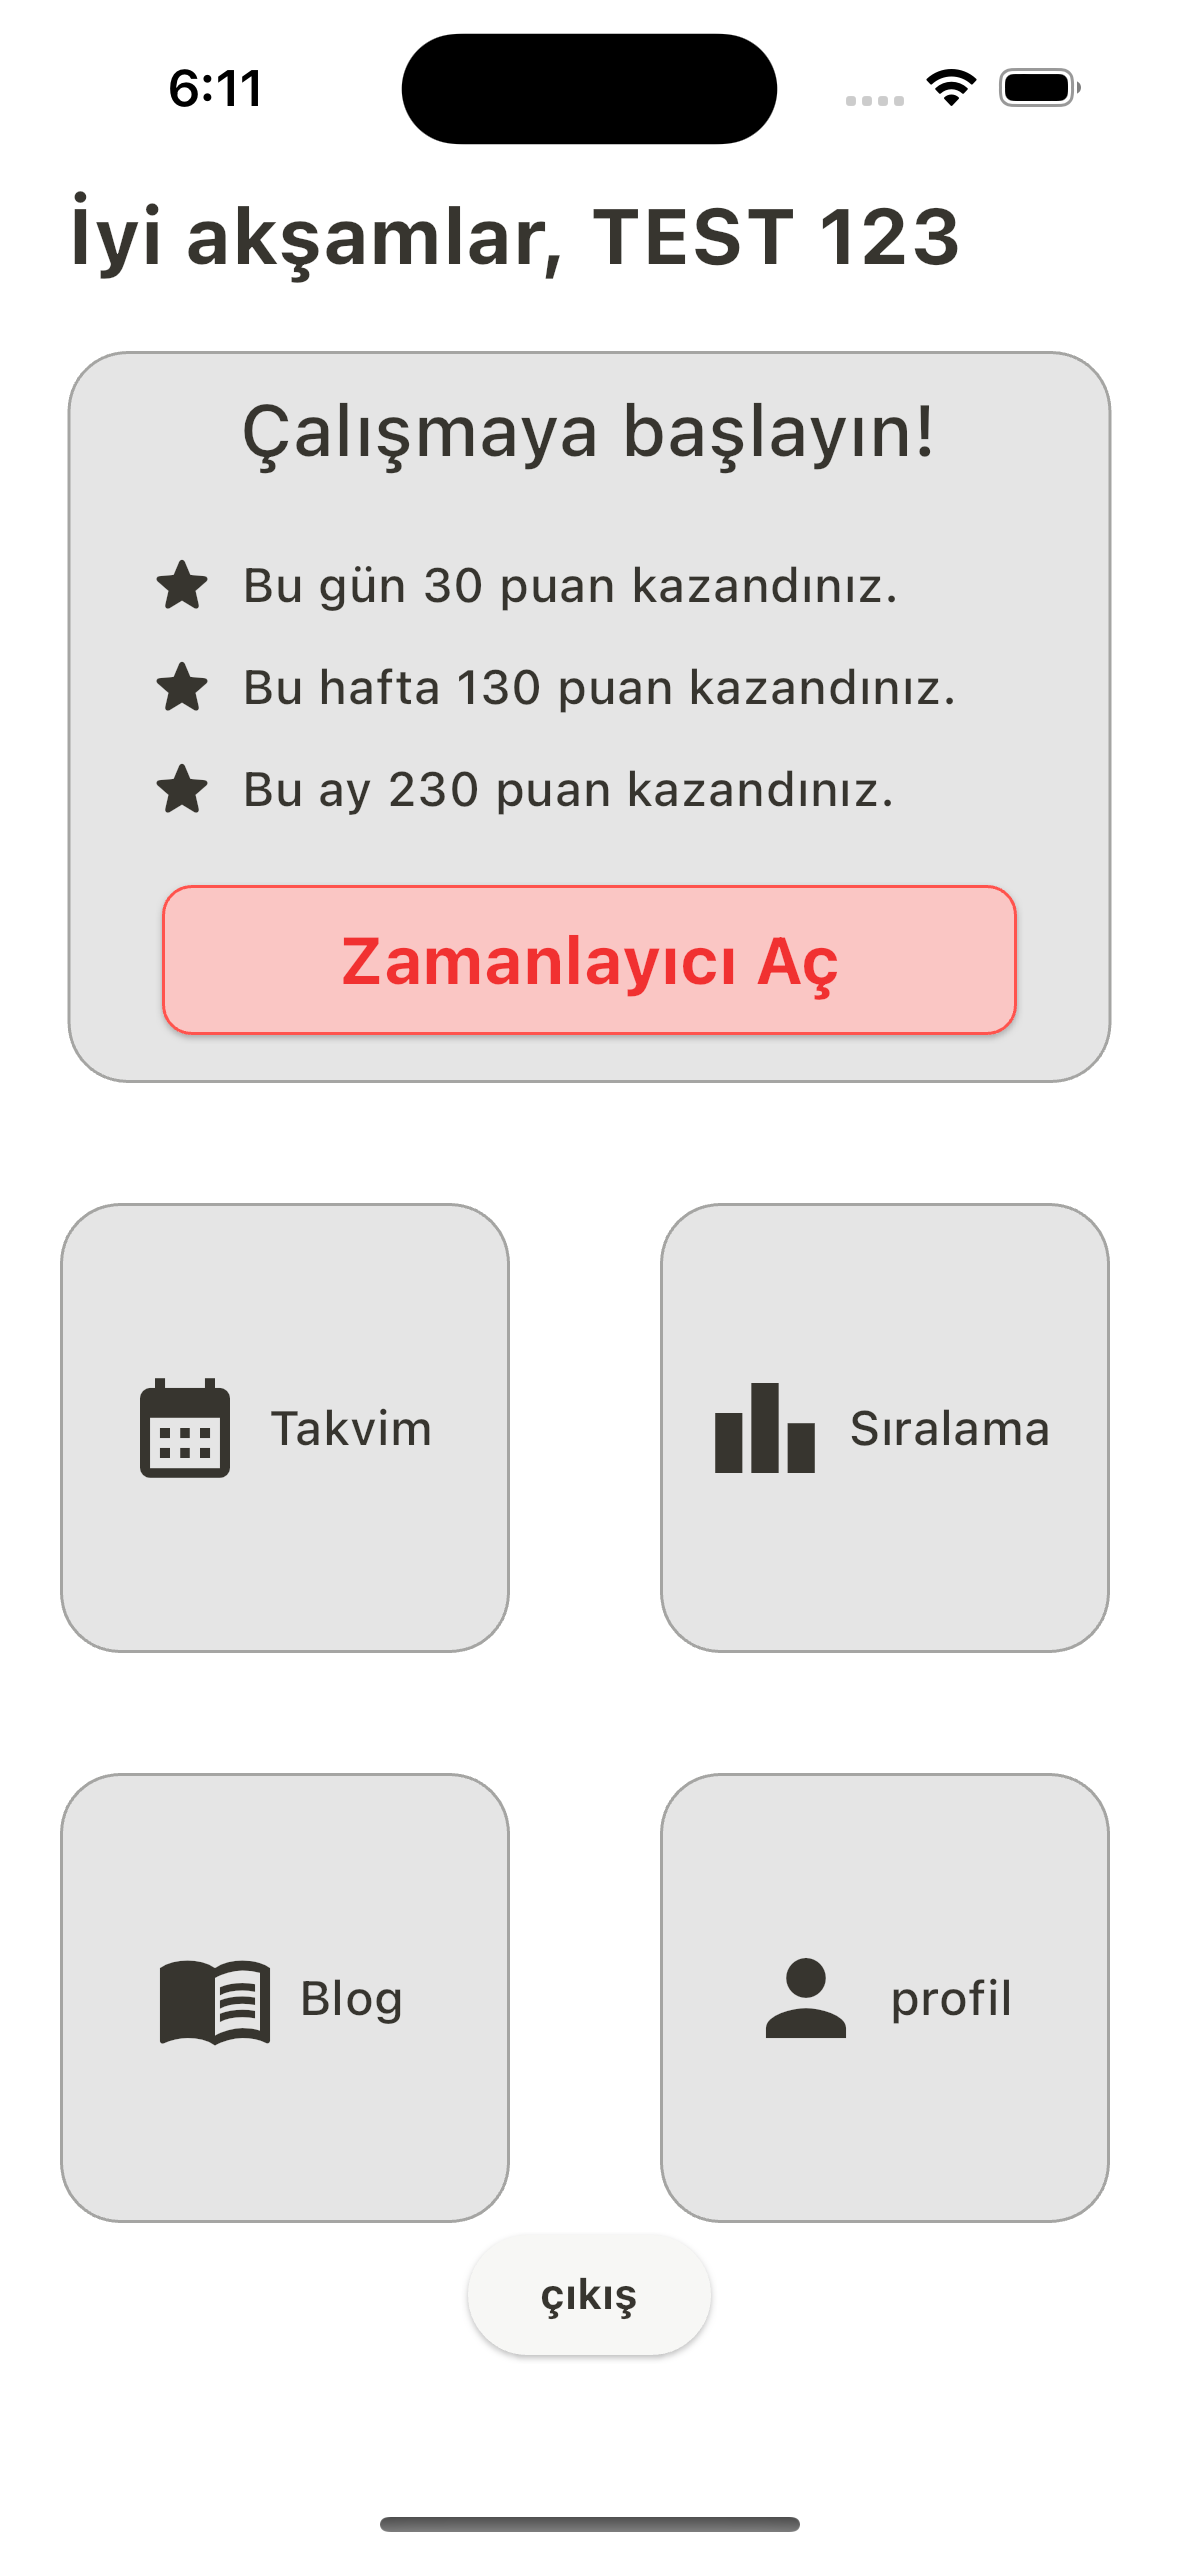 6:11
İyi akşamlar, TEST 123
Çalışmaya başlayın!
Bu gün 30 puan kazandınız.
Bu hafta 130 puan kazandınız.
Bu ay 230 puan kazandınız.
Zamanlayıcı Aç
Takvim
Sıralama
Blog
profil
çıkış